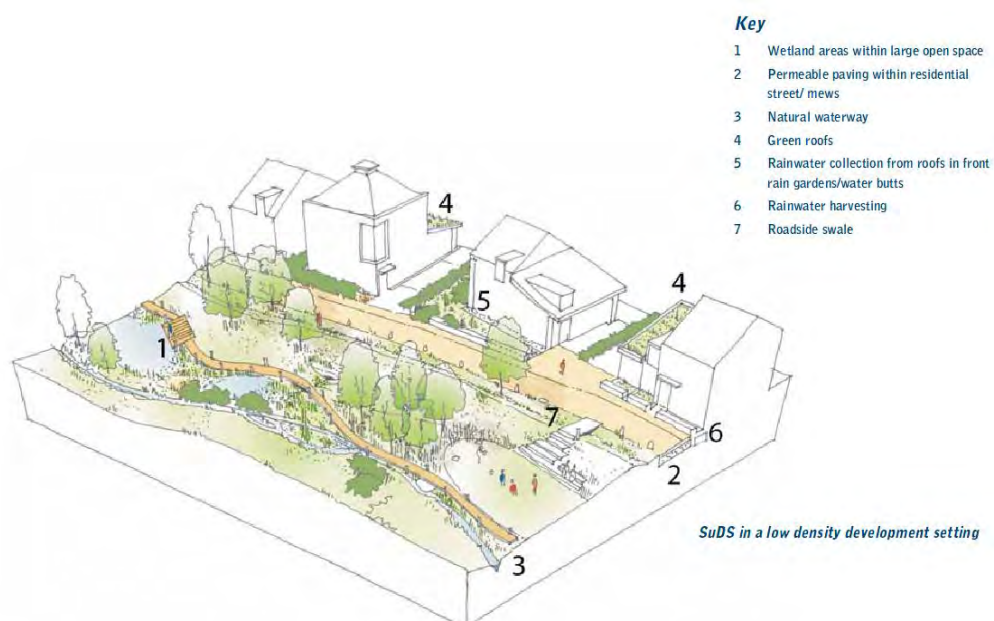 Key
1 Wetland areas within large open space
2 Permeable paving within residential
street/ mews
3 Natural waterway
4 Green roofs
5 Rainwater collection from roofs in front
rain gardens/water butts
6 Rainwater harvesting
7 Roadside swale
4
4
5
1
7
6
2
3
SuDS in a low density development setting